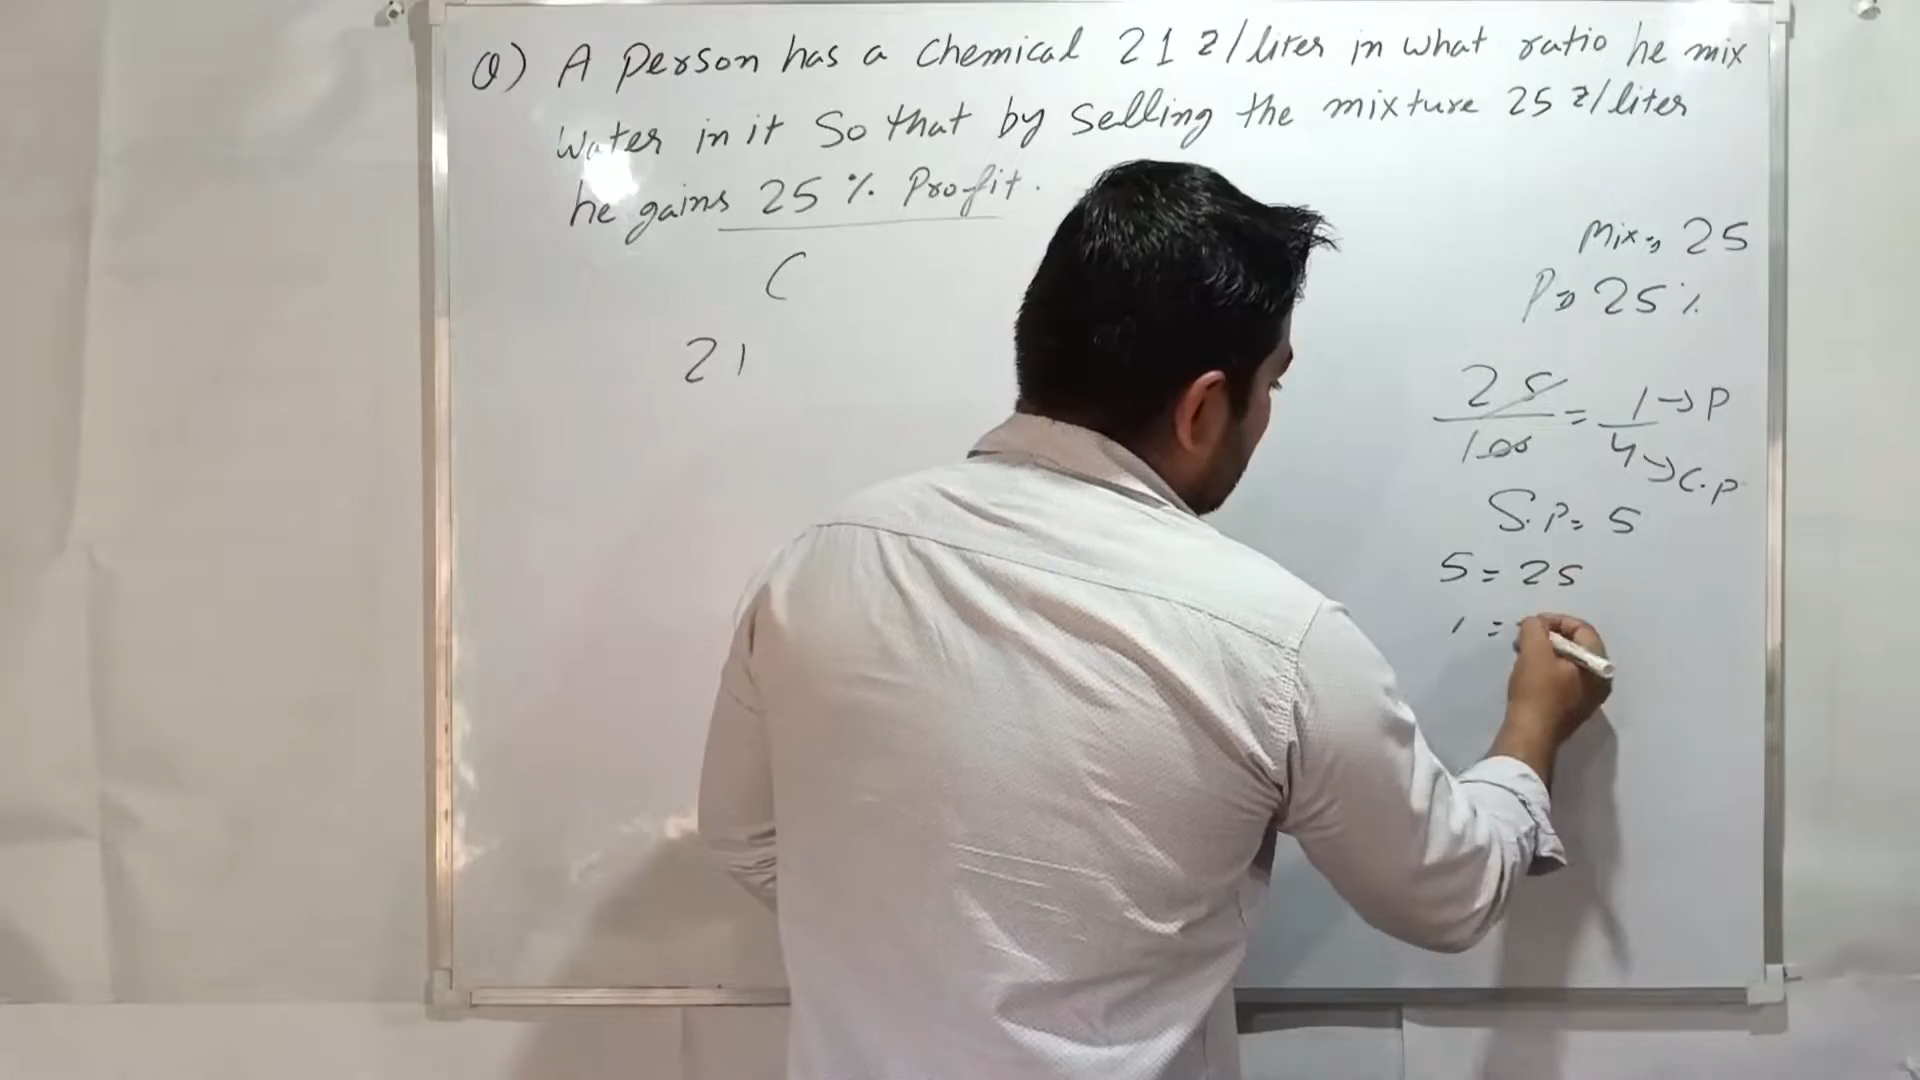 Q) A person has a chemical 21 z/liter in what ratio he mix
water in it So that by selling the mixture 25 z/liter
he gains 25 % Profit.
C
21
Mix = 25
P = 25 %
25/100 = 1/4 → P
→ C.P
S.P = 5
5 = 25
1 =